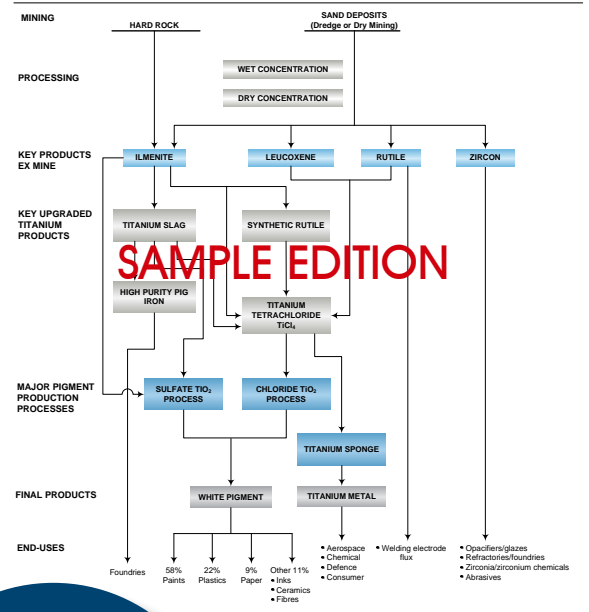 MINING
HARD ROCK
SAND DEPOSITS
(Dredge or Dry Mining)
PROCESSING
WET CONCENTRATION
DRY CONCENTRATION
KEY PRODUCTS
EX MINE
ILMENITE
LEUCOXENE
RUTILE
ZIRCON
KEY UPGRADED
TITANIUM
PRODUCTS
TITANIUM SLAG
SYNTHETIC RUTILE
SAMPLE EDITION
HIGH PURITY PIG
IRON
TITANIUM
TETRACHLORIDE
TiCl₄
MAJOR PIGMENT
PRODUCTION
PROCESSES
SULFATE TIO₂
PROCESS
CHLORIDE TiO₂
PROCESS
TITANIUM SPONGE
FINAL PRODUCTS
WHITE PIGMENT
TITANIUM METAL
END-USES
Foundries
58%
Paints
22%
Plastics
9%
Paper
Other 11%
• Inks
• Ceramics
• Fibres
• Aerospace
• Chemical
• Defence
• Consumer
• Welding electrode
flux
• Opacifiers/glazes
• Refractories/foundries
• Zirconia/zirconium chemicals
• Abrasives